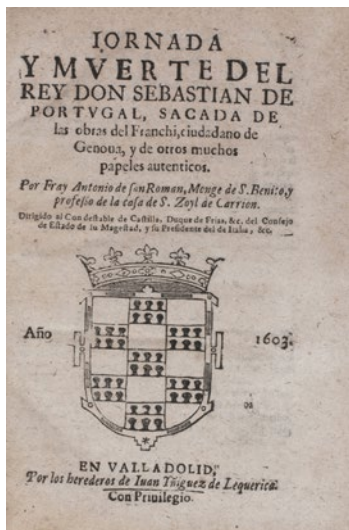 IORNADA
Y MVERTE DEL
REY DON SEBASTIAN DE
PORTVGAL, SACADA DE
las obras del Franchi, ciudadano de
Genoua, y de otros muchos
papeles autenticos.
Por Fray Antonio de san Roman, Monge de S. Benito, y
professo de la casa de S. Zoyl de Carrion.
Dirigido al Condestable de Castilla, Duque de Frias, &c. del Consejo
de Estado de su Magestad, y su Presidente del de Italia, &c.
Año 1603.
EN VALLADOLID,
Por los herederos de Iuan Yñiguez de Lequerica.
Con Priuilegio.